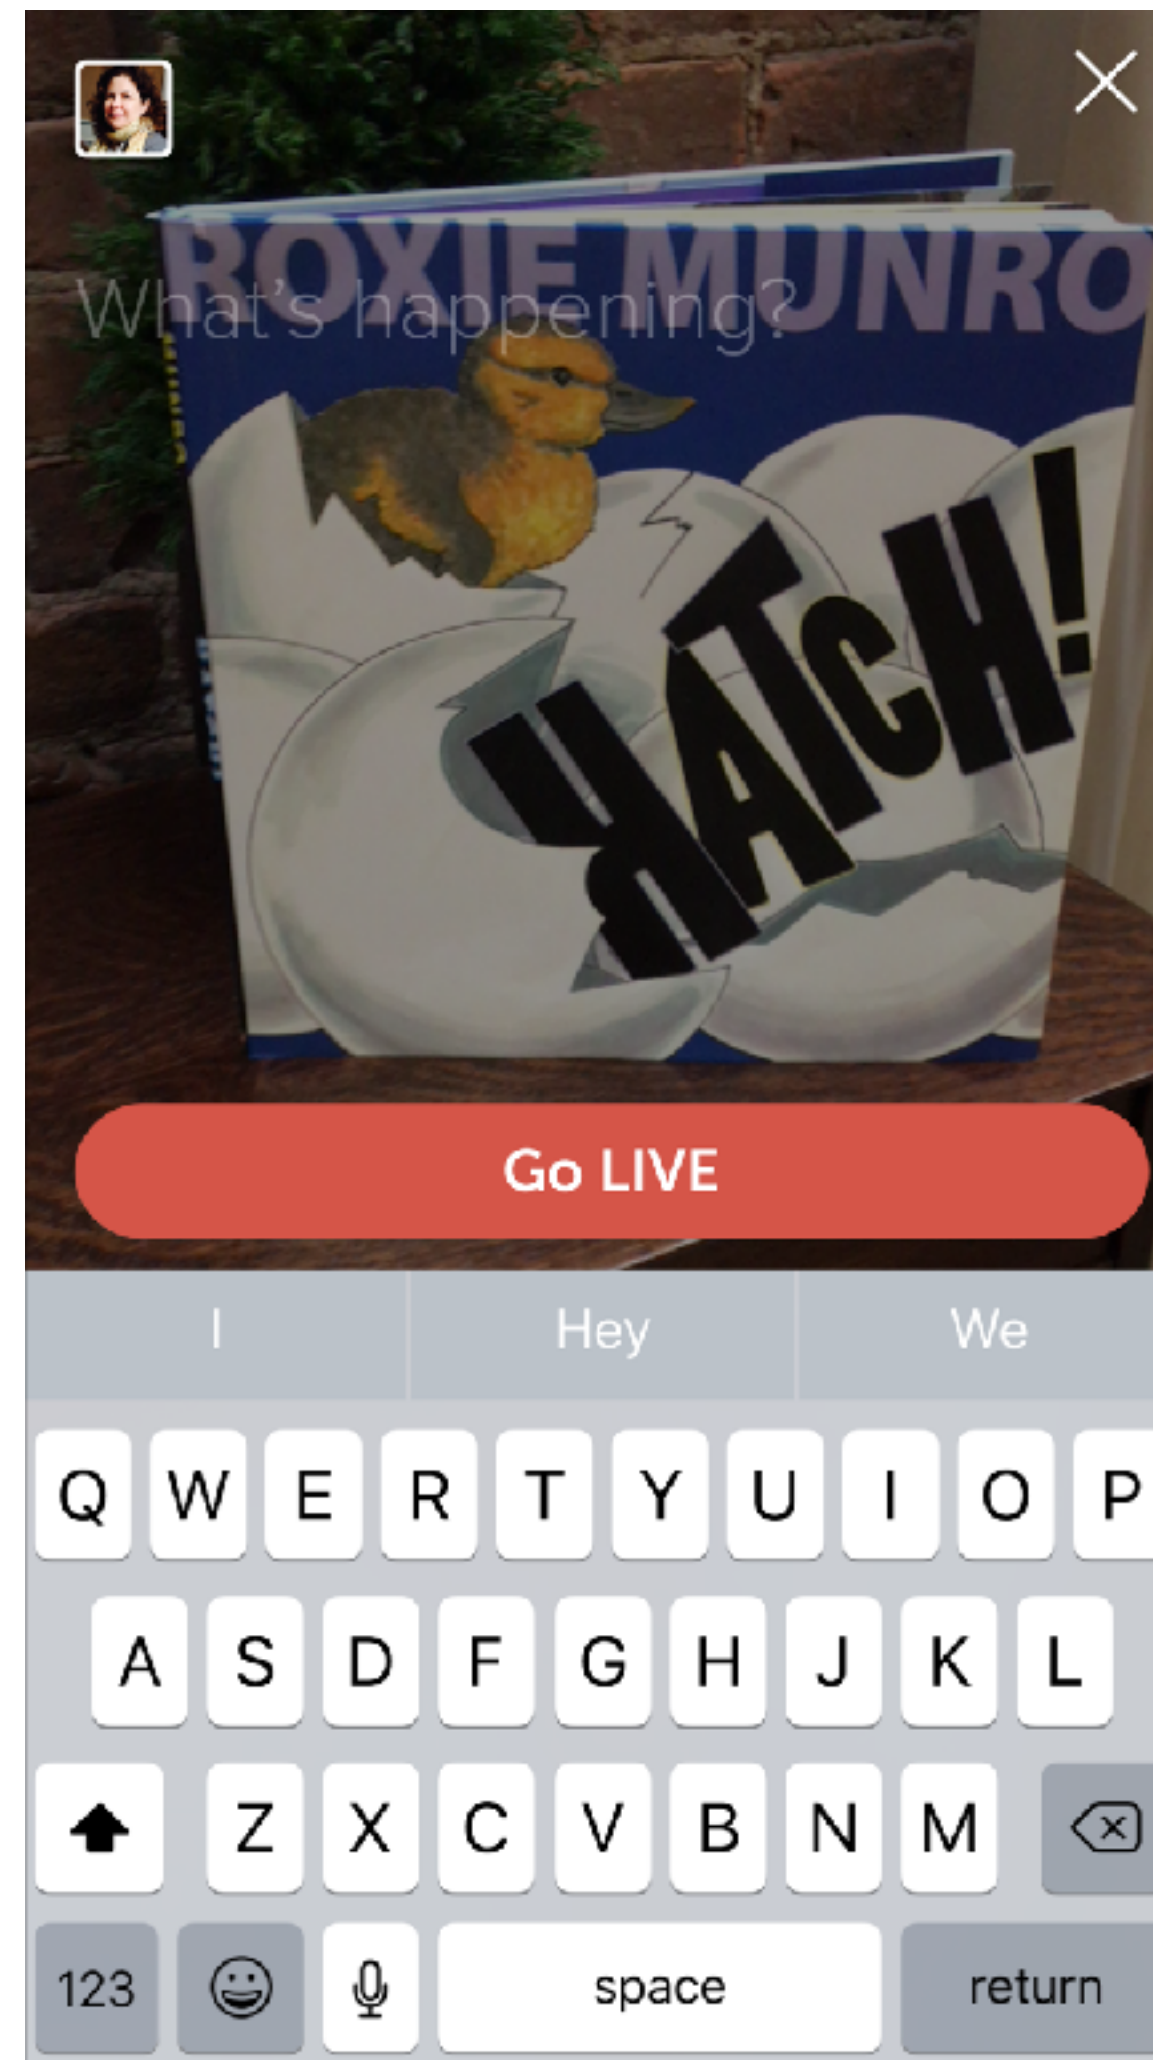 ROXIE MUNRO
What's happening?
HATCH!
Go LIVE
I Hey We
Q W E R T Y U I O P
A S D F G H J K L
Z X C V B N M
123 space return